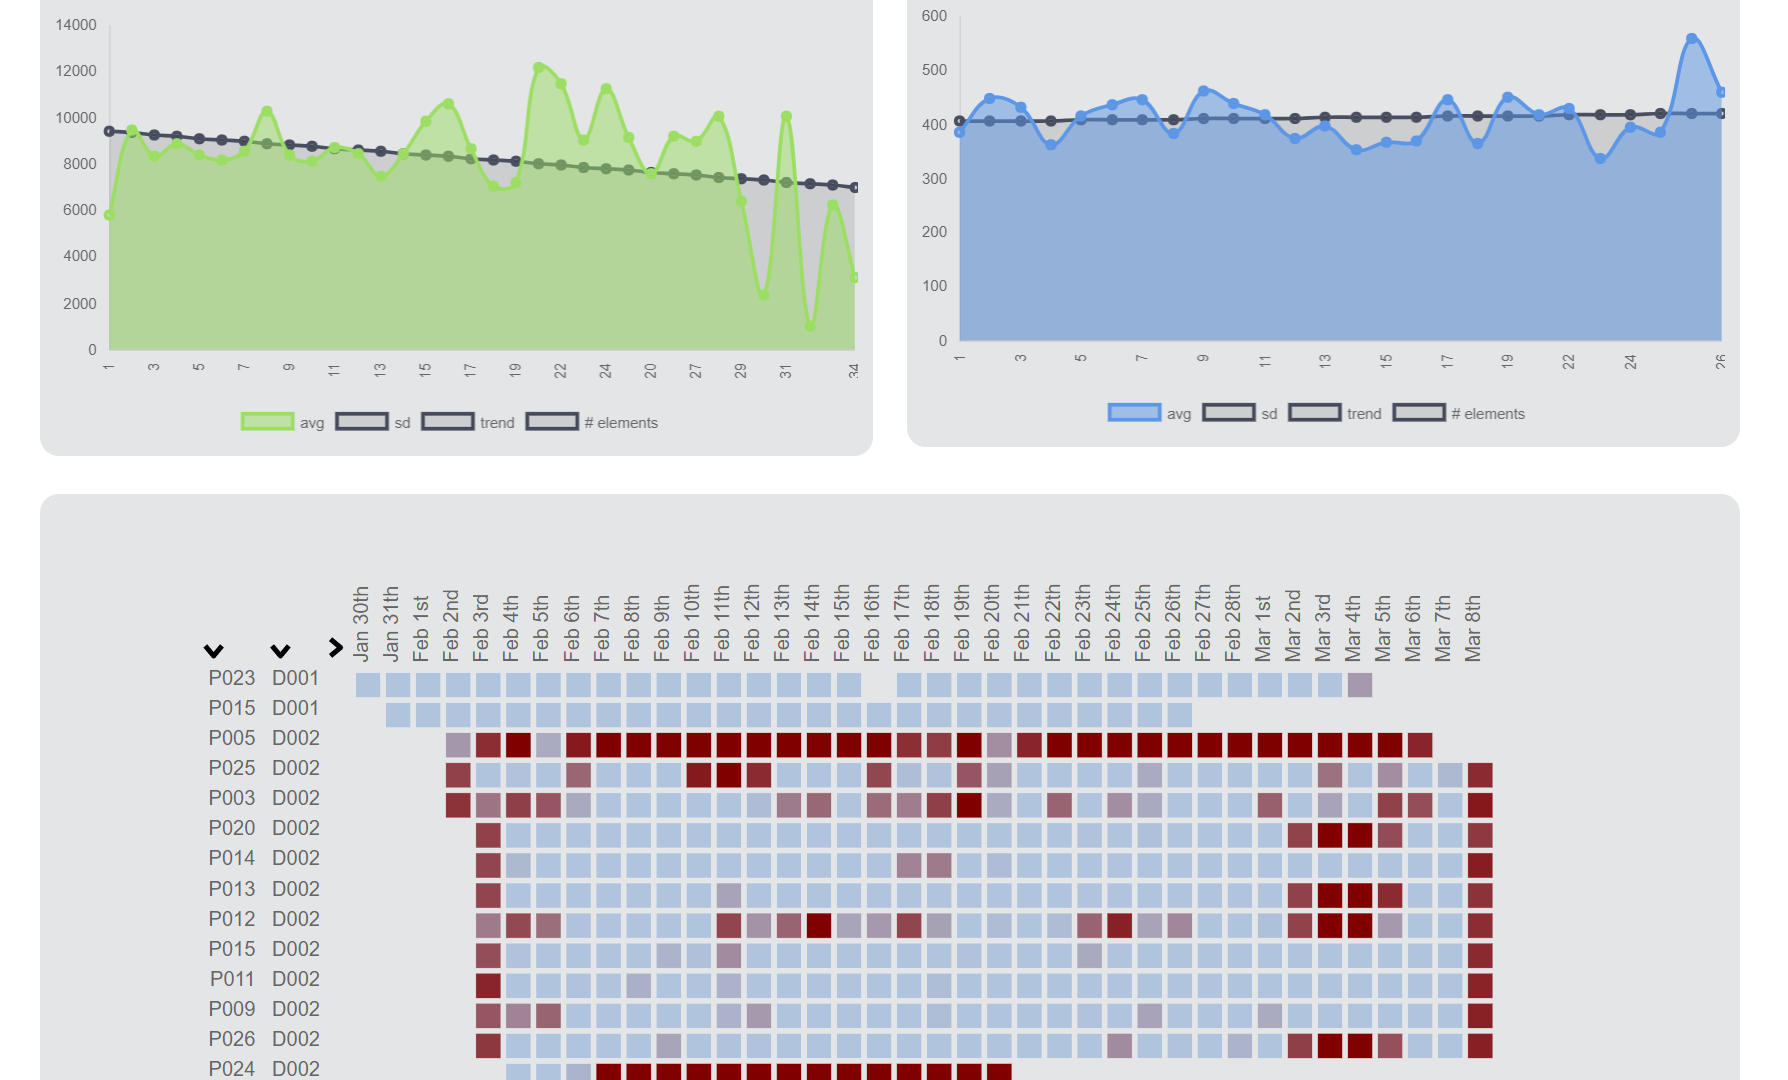 14000
12000
10000
8000
6000
4000
2000
0
1 3 5 7 9 11 13 15 17 19 22 24 20 27 29 31 34
avg sd trend # elements
600
500
400
300
200
100
0
1 3 5 7 9 11 13 15 17 19 22 24 26
avg sd trend # elements
Jan 30th
Jan 31th
Feb 1st
Feb 2nd
Feb 3rd
Feb 4th
Feb 5th
Feb 6th
Feb 7th
Feb 8th
Feb 9th
Feb 10th
Feb 11th
Feb 12th
Feb 13th
Feb 14th
Feb 15th
Feb 16th
Feb 17th
Feb 18th
Feb 19th
Feb 20th
Feb 21th
Feb 22th
Feb 23th
Feb 24th
Feb 25th
Feb 26th
Feb 27th
Feb 28th
Mar 1st
Mar 2nd
Mar 3rd
Mar 4th
Mar 5th
Mar 6th
Mar 7th
Mar 8th
P023 D001
P015 D001
P005 D002
P025 D002
P003 D002
P020 D002
P014 D002
P013 D002
P012 D002
P015 D002
P011 D002
P009 D002
P026 D002
P024 D002